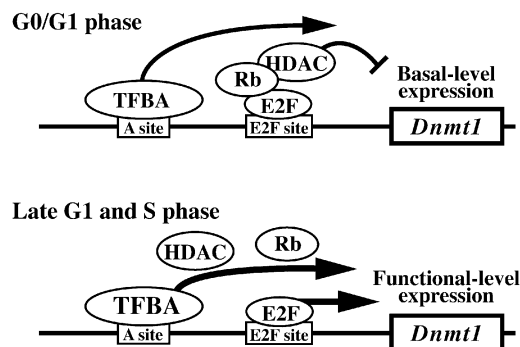 G0/G1 phase
HDAC
Rb
TFBA
E2F
Basal-level
expression
A site
E2F site
Dnmt1
Late G1 and S phase
HDAC
Rb
TFBA
E2F
Functional-level
expression
A site
E2F site
Dnmt1